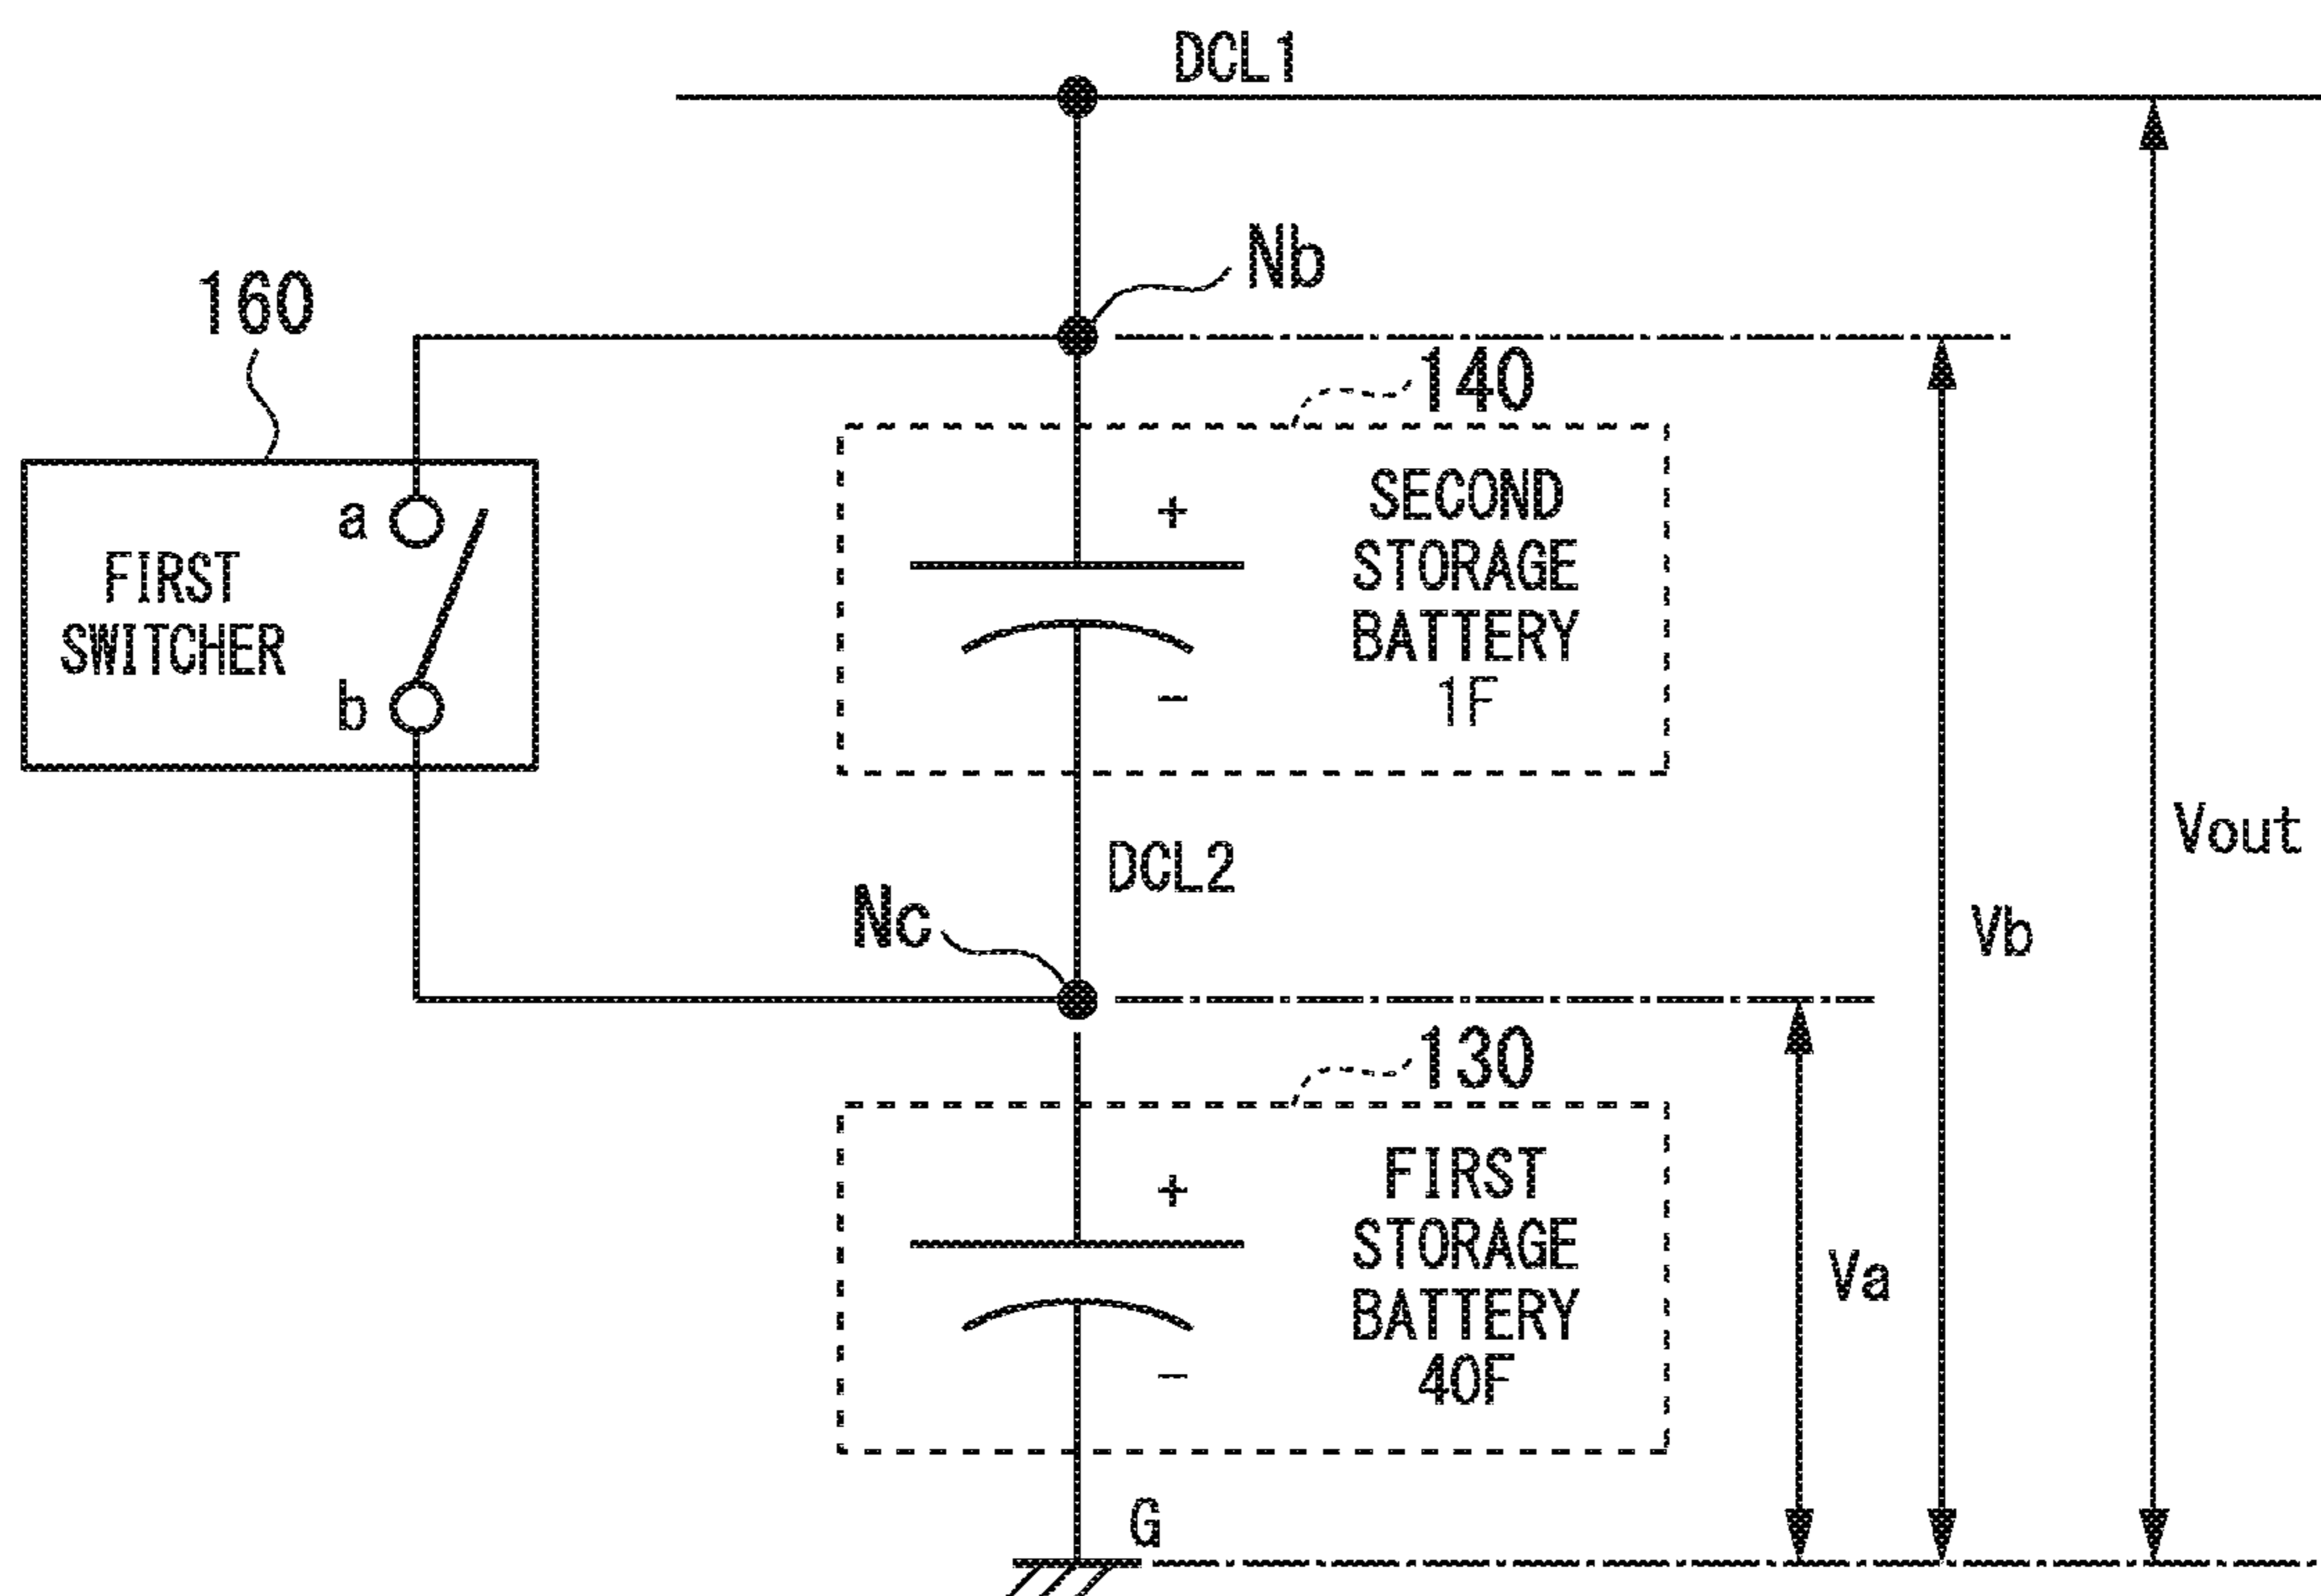 DCL1
Nb
160
140
a
b
FIRST
SWITCHER
+
SECOND
STORAGE
BATTERY
1F
-
DCL2
Vout
Vb
Nc
130
+
FIRST
STORAGE
BATTERY
40F
-
Va
G